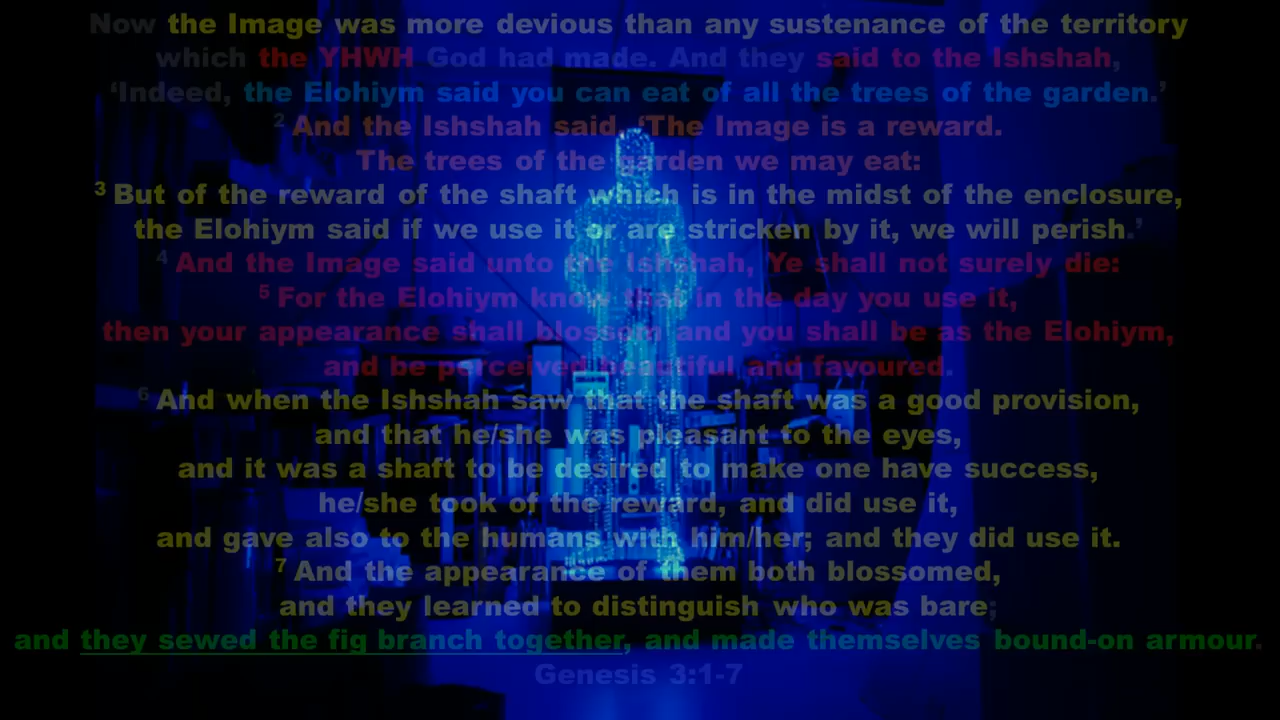 Now the Image was more devious than any sustenance of the territory
which the YHWH God had made. And they said to the Ishshah,
‘Indeed, the Elohiym said you can eat of all the trees of the garden.’
2 And the Ishshah said, ‘The Image is a reward.
The trees of the garden we may eat:
3 But of the reward of the shaft which is in the midst of the enclosure,
the Elohiym said if we use it or are stricken by it, we will perish.’
4 And the Image said unto the Ishshah, Ye shall not surely die:
5 For the Elohiym know that in the day you use it,
then your appearance shall blossom and you shall be as the Elohiym,
and be perceived beautiful and favoured.
6 And when the Ishshah saw that the shaft was a good provision,
and that he/she was pleasant to the eyes,
and it was a shaft to be desired to make one have success,
he/she took of the reward, and did use it,
and gave also to the humans with him/her; and they did use it.
7 And the appearance of them both blossomed,
and they learned to distinguish who was bare;
and they sewed the fig branch together, and made themselves bound-on armour.
Genesis 3:1-7